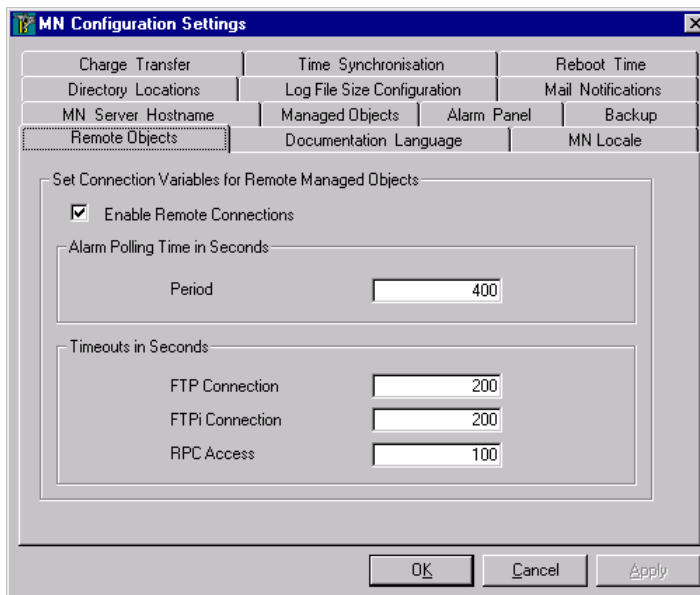 MN Configuration Settings
Charge Transfer Time Synchronisation Reboot Time
Directory Locations Log File Size Configuration Mail Notifications
MN Server Hostname Managed Objects Alarm Panel Backup
Remote Objects Documentation Language MN Locale
Set Connection Variables for Remote Managed Objects
Enable Remote Connections
Alarm Polling Time in Seconds
Period 400
Timeouts in Seconds
FTP Connection 200
FTPi Connection 200
RPC Access 100
OK Cancel Apply